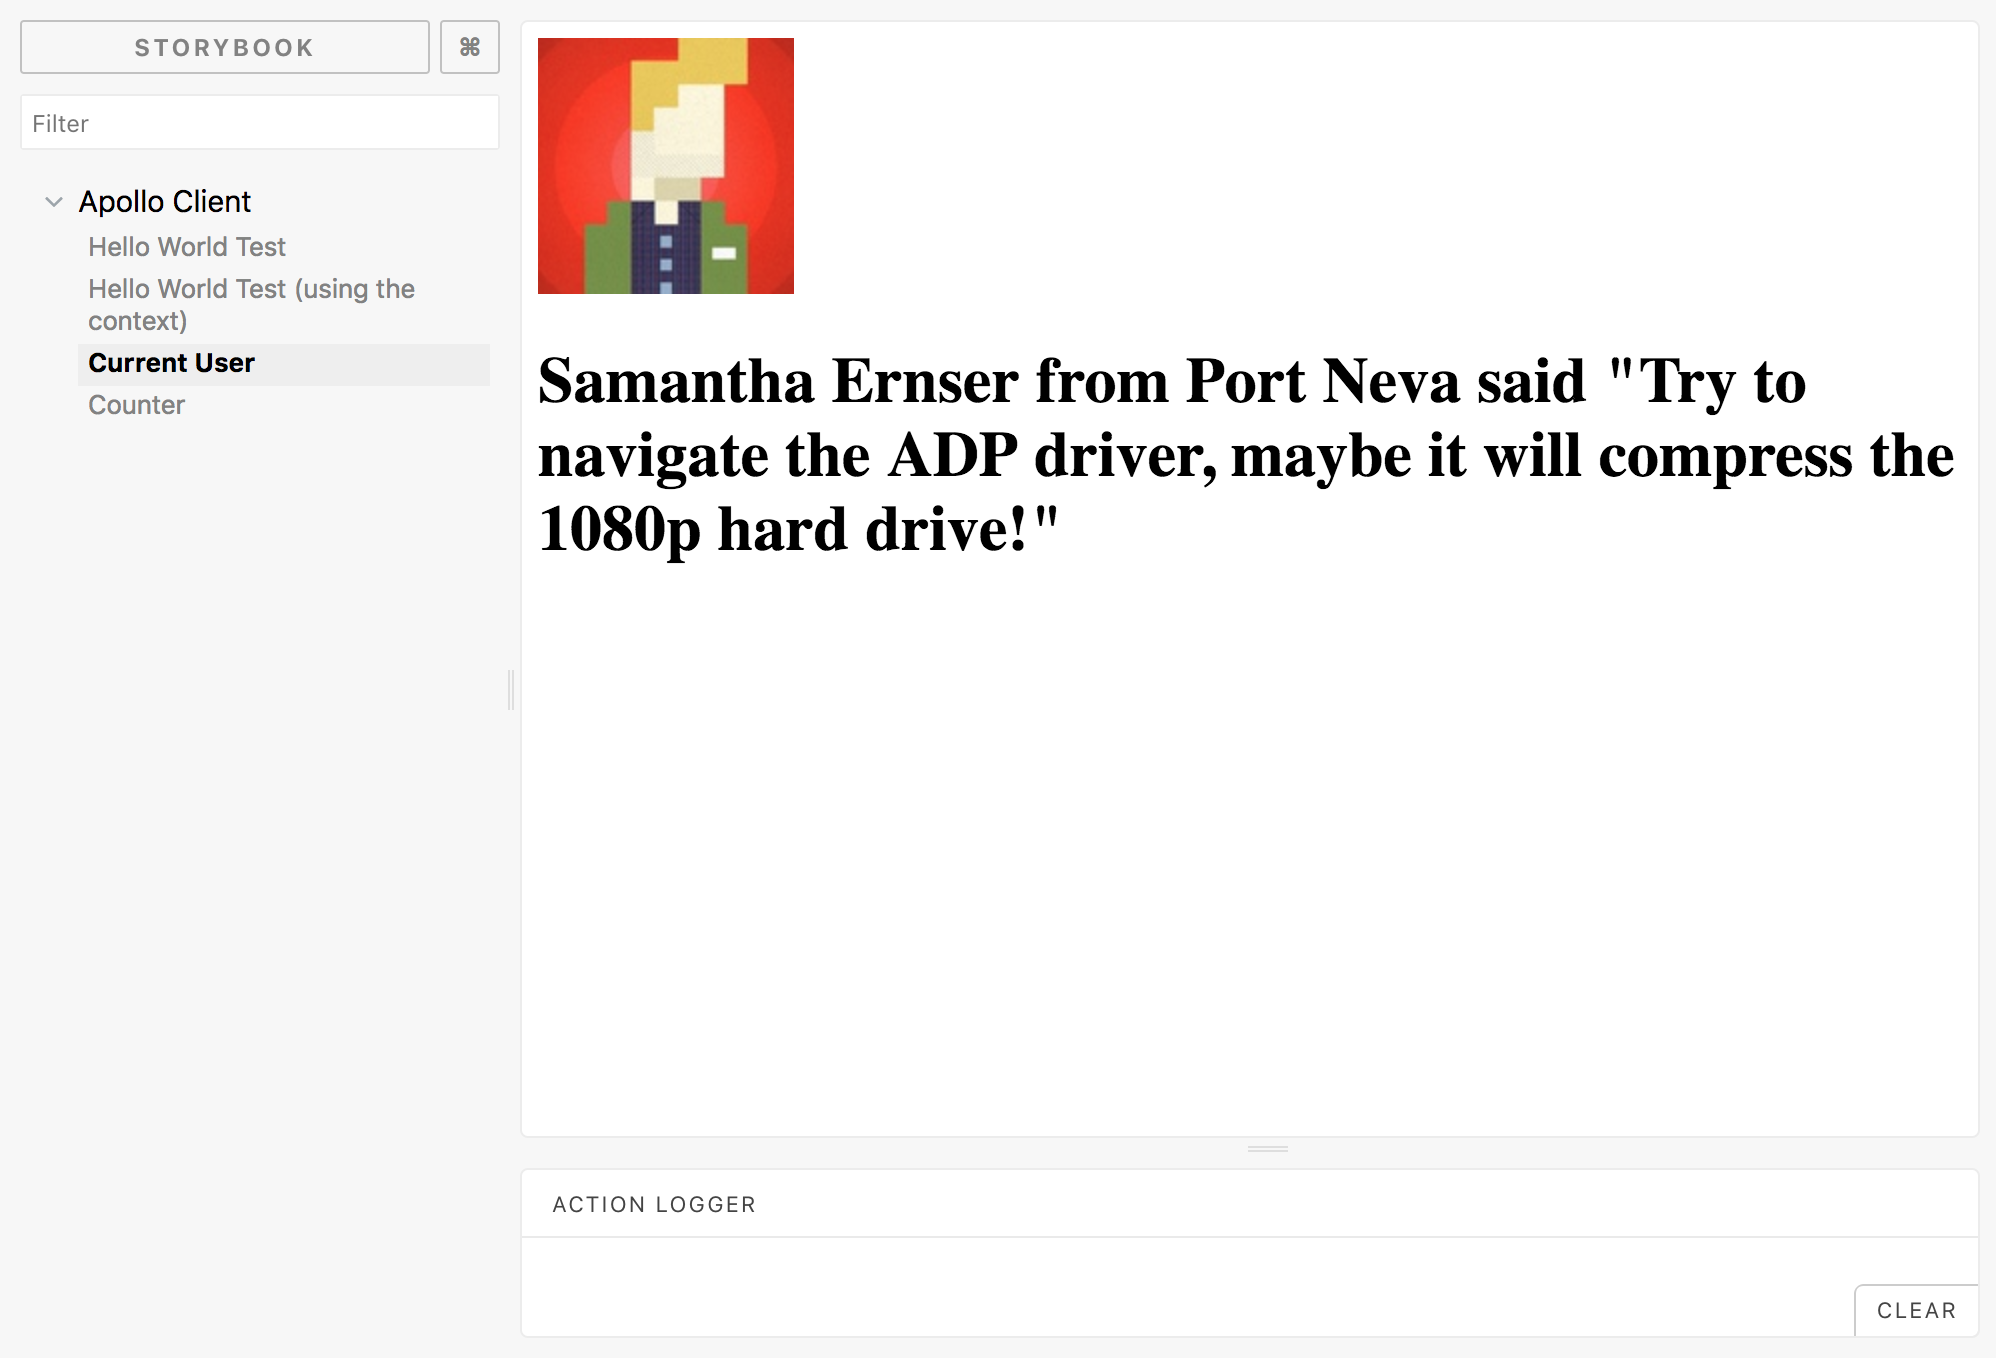 STORYBOOK ⌘
Filter
Apollo Client
Hello World Test
Hello World Test (using the
context)
Current User
Counter
Samantha Ernser from Port Neva said "Try to
navigate the ADP driver, maybe it will compress the
1080p hard drive!"
ACTION LOGGER
CLEAR